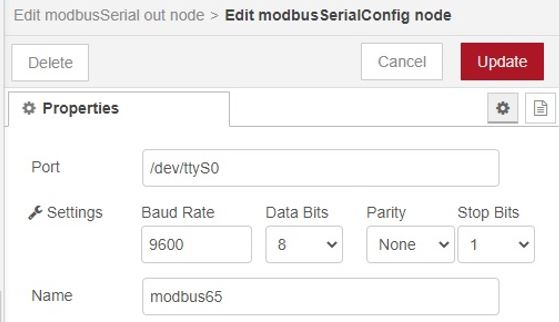 Edit modbusSerial out node > Edit modbusSerialConfig node
Delete Cancel Update
Properties
Port /dev/ttyS0
Settings Baud Rate Data Bits Parity Stop Bits
9600 8 None 1
Name modbus65